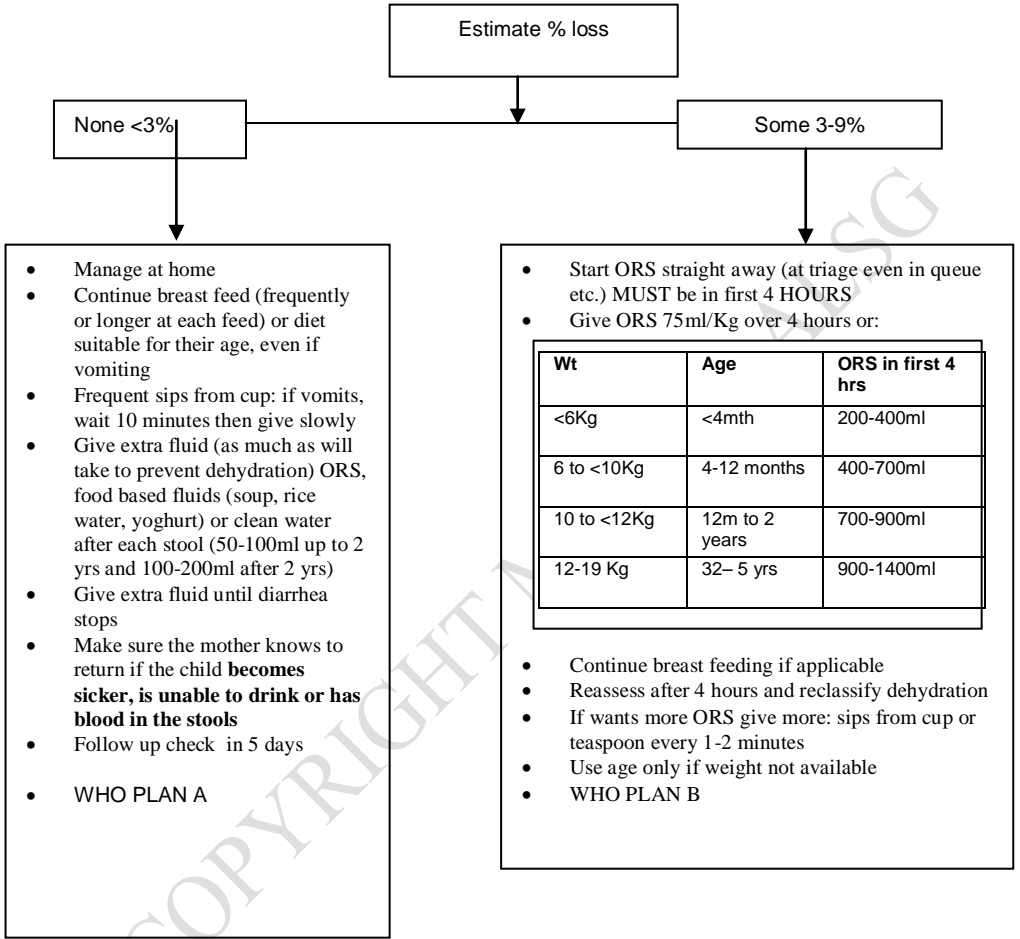 Estimate % loss
None <3%
Some 3-9%
• Manage at home
• Continue breast feed (frequently
or longer at each feed) or diet
suitable for their age, even if
vomiting
• Frequent sips from cup: if vomits,
wait 10 minutes then give slowly
• Give extra fluid (as much as will
take to prevent dehydration) ORS,
food based fluids (soup, rice
water, yoghurt) or clean water
after each stool (50-100ml up to 2
yrs and 100-200ml after 2 yrs)
• Give extra fluid until diarrhea
stops
• Make sure the mother knows to
return if the child becomes
sicker, is unable to drink or has
blood in the stools
• Follow up check in 5 days
• WHO PLAN A
• Start ORS straight away (at triage even in queue
etc.) MUST be in first 4 HOURS
• Give ORS 75ml/Kg over 4 hours or:
Wt Age ORS in first 4
hrs
<6Kg <4mth 200-400ml
6 to <10Kg 4-12 months 400-700ml
10 to <12Kg 12m to 2 700-900ml
years
12-19 Kg 32– 5 yrs 900-1400ml
• Continue breast feeding if applicable
• Reassess after 4 hours and reclassify dehydration
• If wants more ORS give more: sips from cup or
teaspoon every 1-2 minutes
• Use age only if weight not available
• WHO PLAN B
COPYRIGHT
ALSG